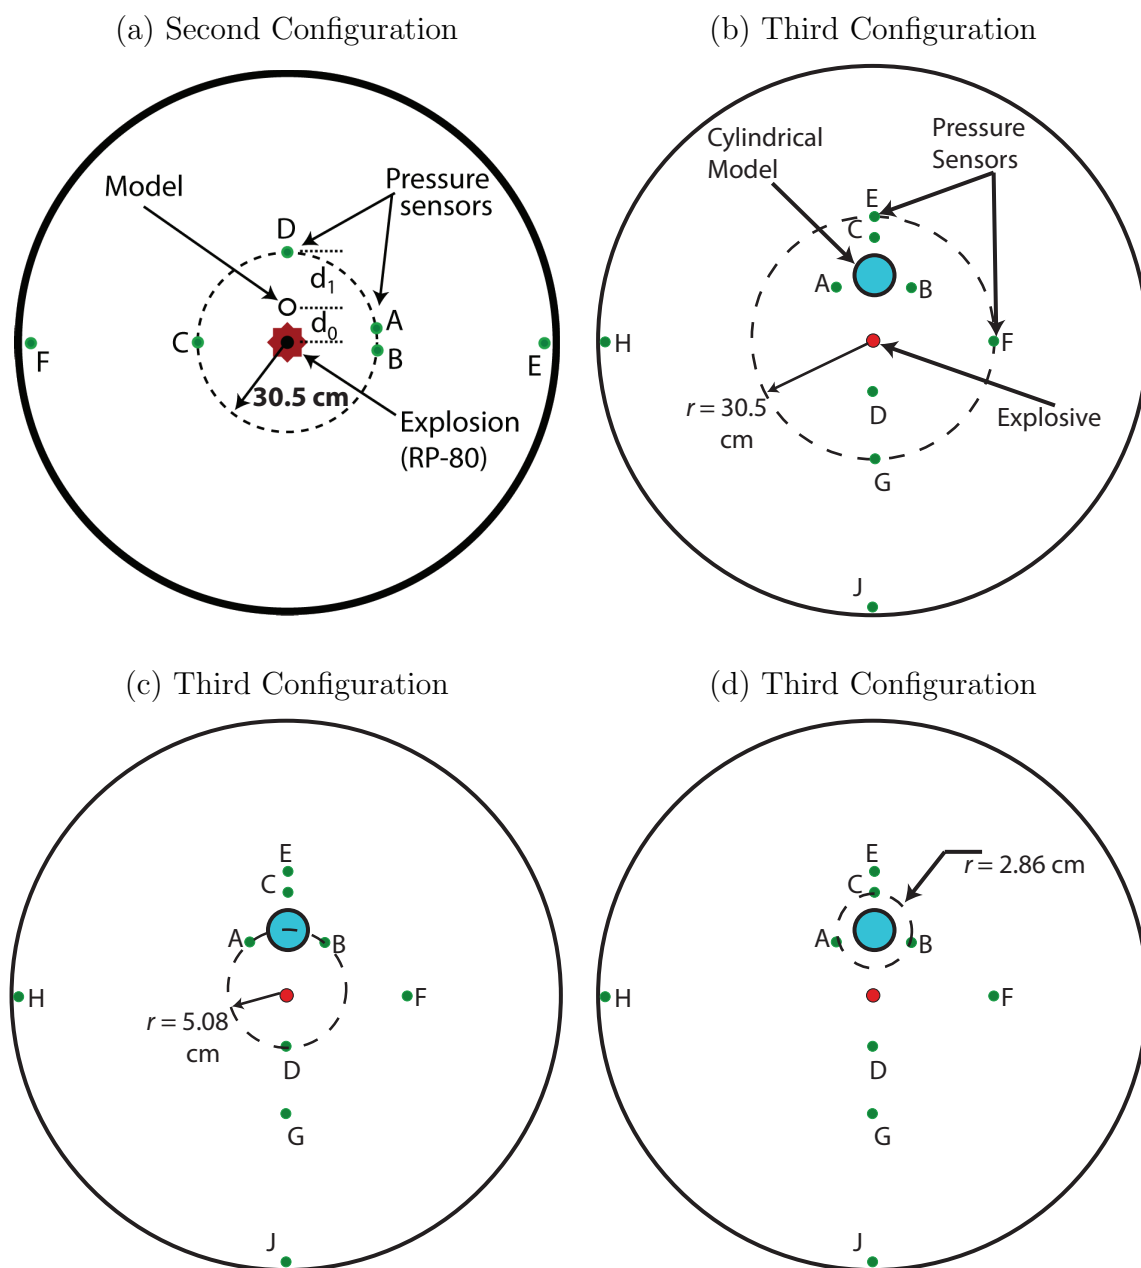 (a) Second Configuration
Model
Pressure
sensors
D
d1
d0
A
B
C
F
E
30.5 cm
Explosion
(RP-80)
(b) Third Configuration
Cylindrical
Model
Pressure
Sensors
E
C
A
B
H
F
r = 30.5
cm
D
Explosive
G
J
(c) Third Configuration
E
C
A
B
H
F
r = 5.08
cm
D
G
J
(d) Third Configuration
E
r = 2.86 cm
C
A
B
H
F
D
G
J